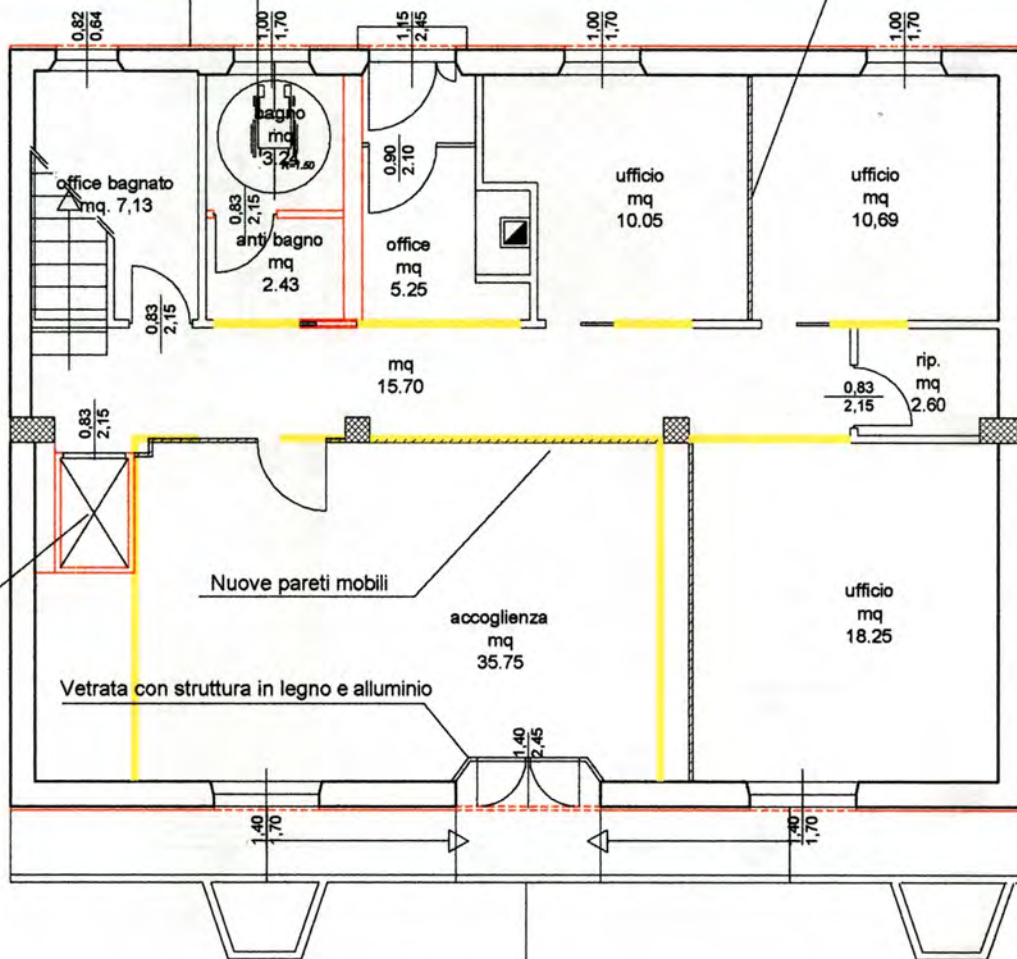 0,82
0,64
1,00
1,70
1,15
2,45
1,00
1,70
1,00
1,70
bagno
mq
3.24
R=1.50
office bagnato
mq. 7,13
0,83
2,15
anti bagno
mq
2.43
0.90
2.10
office
mq
5.25
ufficio
mq
10.05
ufficio
mq
10,69
0,83
2,15
mq
15.70
0,83
2,15
rip.
mq
2.60
0,83
2,15
Nuove pareti mobili
accoglienza
mq
35.75
ufficio
mq
18.25
Vetrata con struttura in legno e alluminio
1,40
2,45
1,40
1,70
1,40
1,70